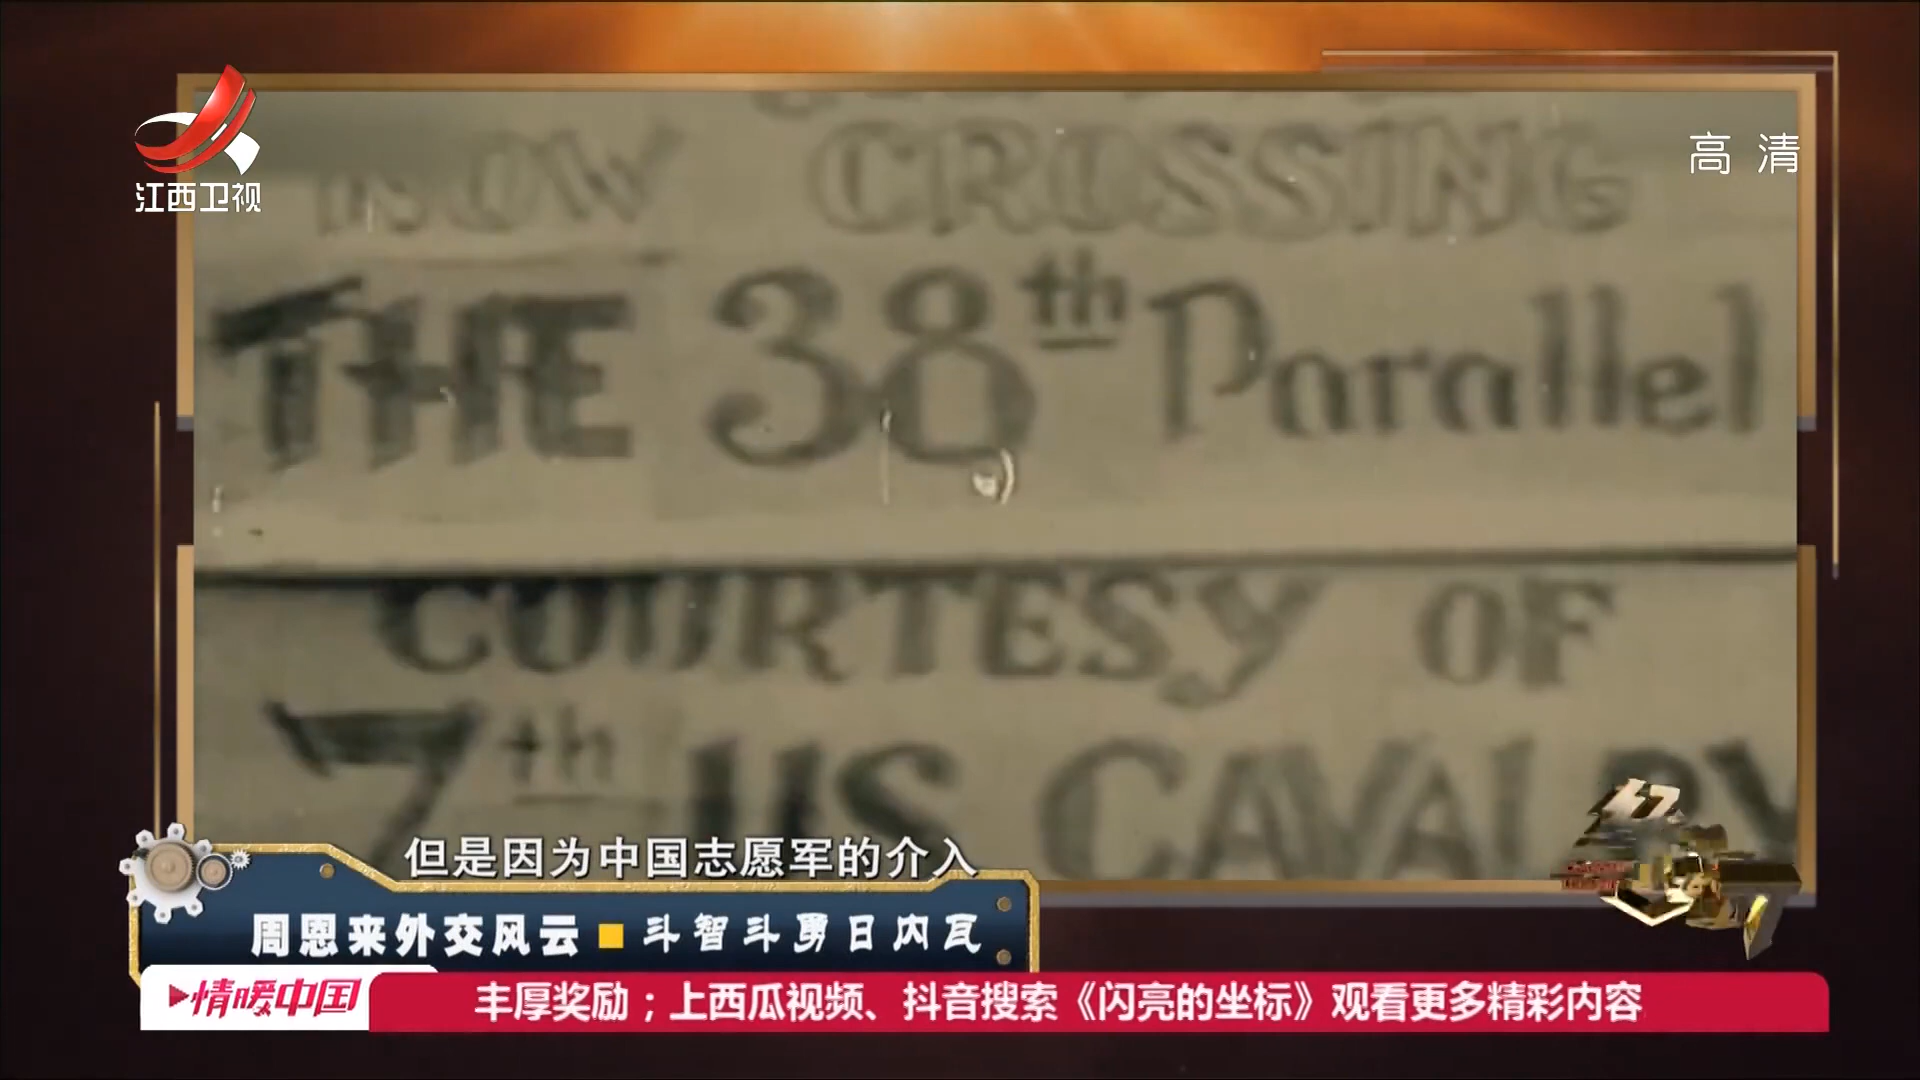 江西卫视
高清
NOW CROSSING
THE 38th Parallel
COURTESY OF
7th US CAVALRY
但是因为中国志愿军的介入
周恩来外交风云 斗智斗勇日内瓦
情暖中国
丰厚奖励；上西瓜视频、抖音搜索《闪亮的坐标》观看更多精彩内容